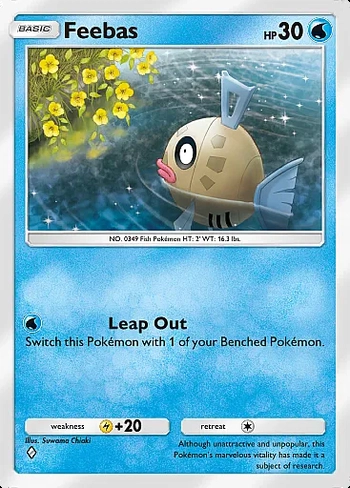 BASIC Feebas HP 30
NO. 0349 Fish Pokémon HT: 2' WT: 16.3 lbs.
Leap Out
Switch this Pokémon with 1 of your Benched Pokémon.
weakness +20 retreat
Illus. Suwama Chiaki
Although unattractive and unpopular, this
Pokémon's marvelous vitality has made it a
subject of research.